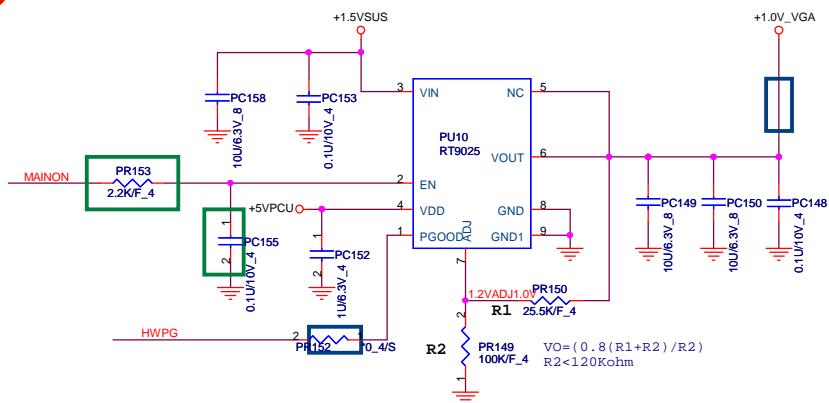 +1.5VSUS
+1.0V_VGA
PC158
10U/6.3V_8
PC153
0.1U/10V_4
3
VIN
NC
5
PU10
RT9025
VOUT
6
MAINON
PR153
2.2K/F_4
2
EN
+5VPCU
4
VDD
GND
8
1
PGOOD
ADJ
GND1
9
1
PC155
2
0.1U/10V_4
1
PC152
2
1U/6.3V_4
7
PC149
10U/6.3V_8
PC150
10U/6.3V_8
PC148
0.1U/10V_4
1.2VADJ1.0V
PR150
R1
25.5K/F_4
HWPG
2
PR152
1
*0_4/S
2
R2
PR149
100K/F_4
1
VO=(0.8(R1+R2)/R2)
R2<120Kohm